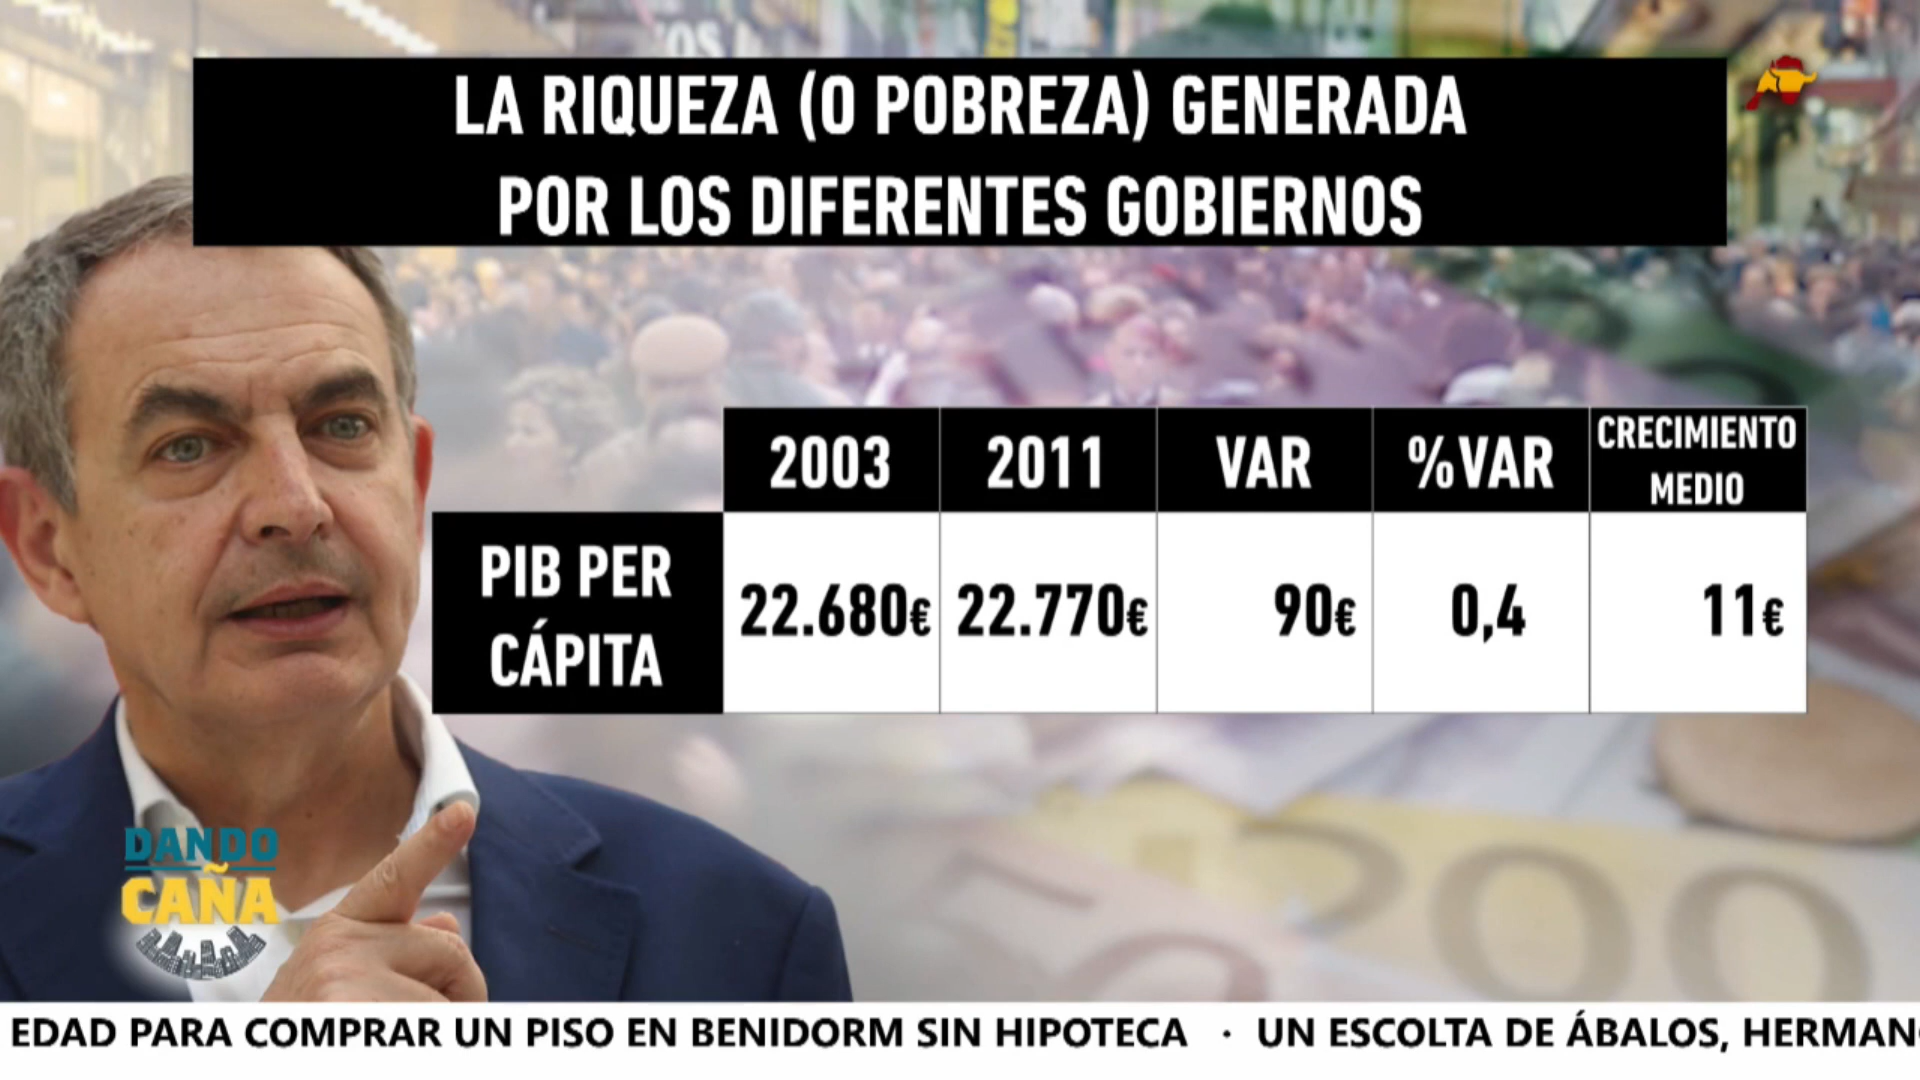 LA RIQUEZA (O POBREZA) GENERADA
POR LOS DIFERENTES GOBIERNOS
2003 2011 VAR %VAR CRECIMIENTO MEDIO
PIB PER
CÁPITA
22.680€ 22.770€ 90€ 0,4 11€
DANDO
CAÑA
EDAD PARA COMPRAR UN PISO EN BENIDORM SIN HIPOTECA · UN ESCOLTA DE ÁBALOS, HERMAN